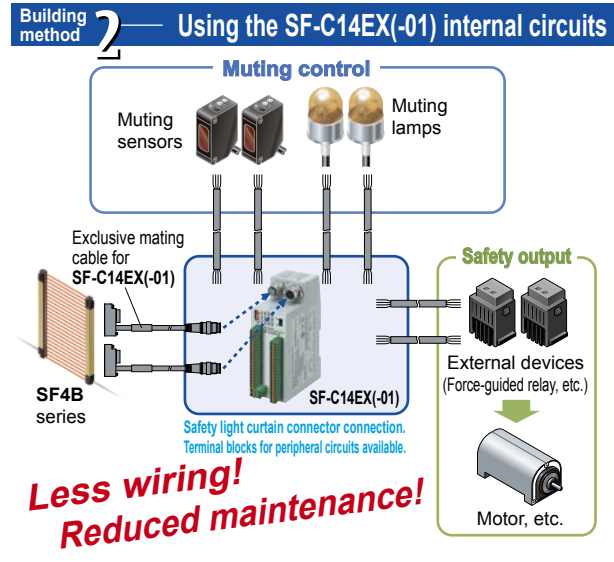 Building
method 2
Using the SF-C14EX(-01) internal circuits
Muting control
Muting
sensors
Muting
lamps
Exclusive mating
cable for
SF-C14EX(-01)
Safety output
SF4B
series
SF-C14EX(-01)
External devices
(Force-guided relay, etc.)
Safety light curtain connector connection.
Terminal blocks for peripheral circuits available.
Less wiring!
Reduced maintenance!
Motor, etc.